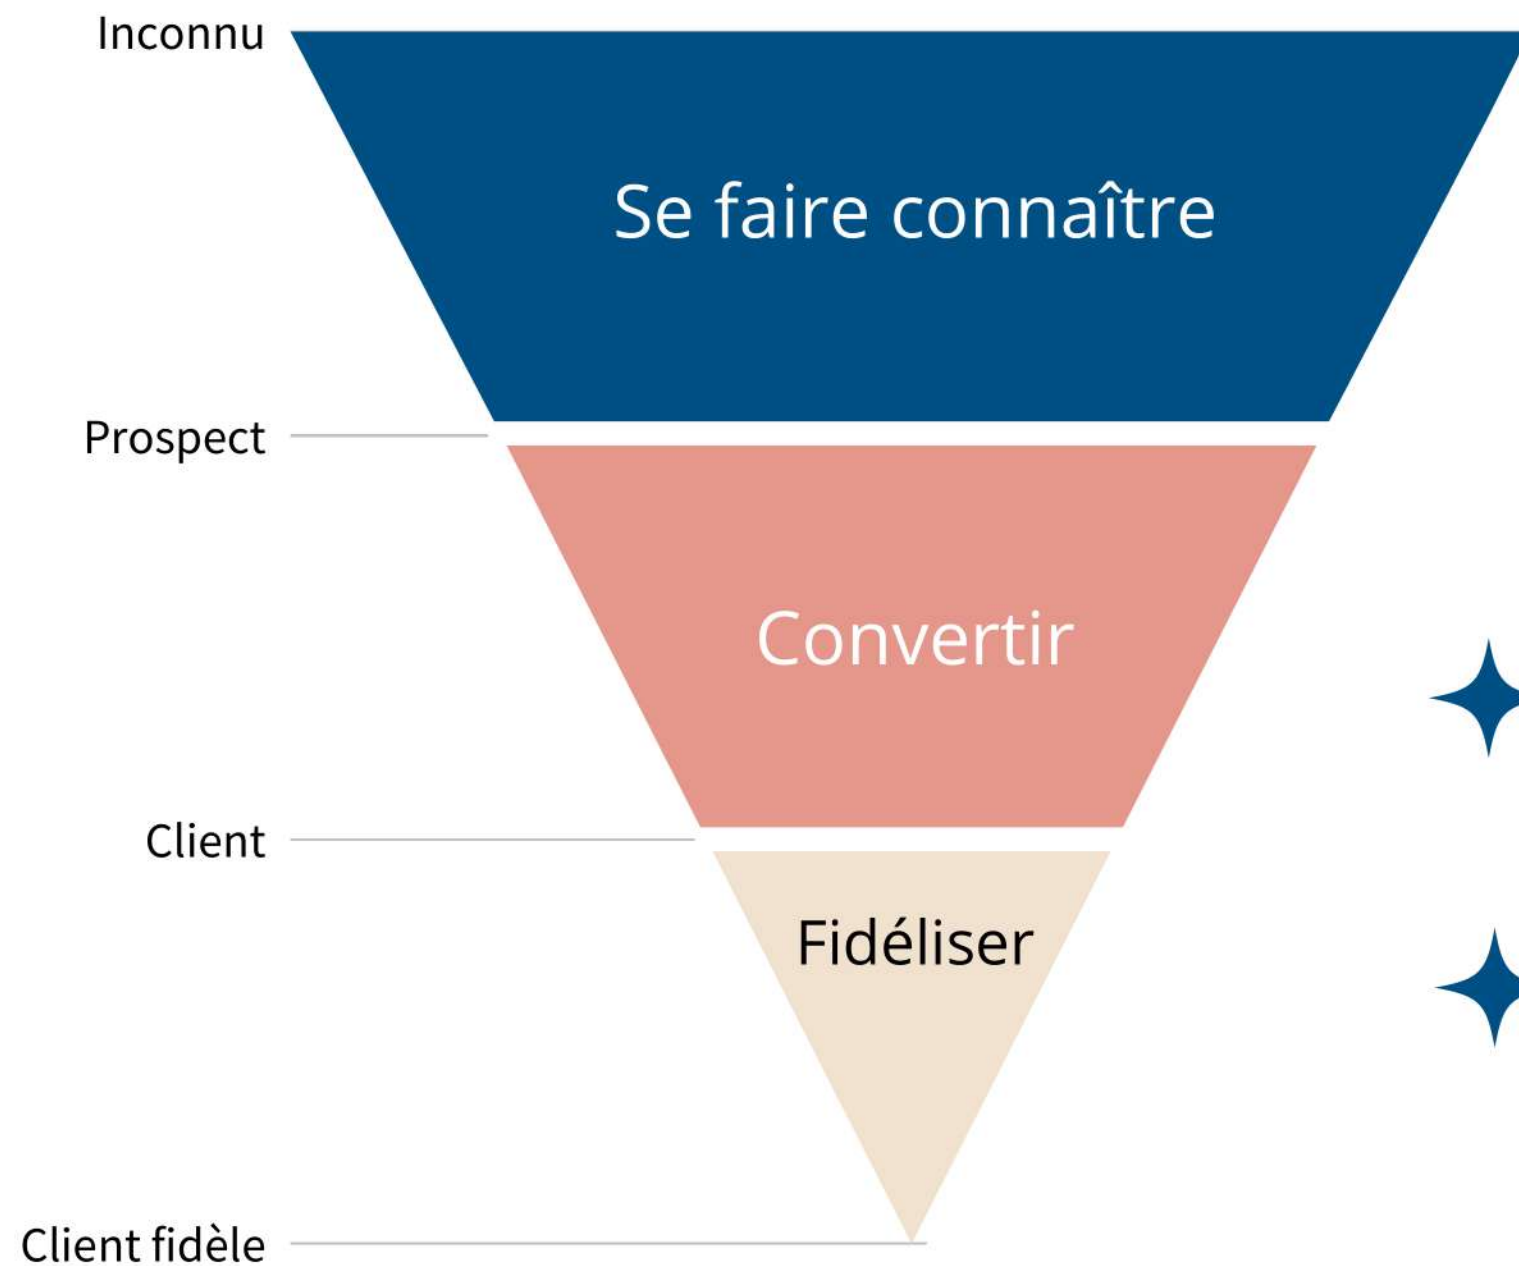 Inconnu
Se faire connaître
Prospect
Convertir
Client
Fidéliser
Client fidèle